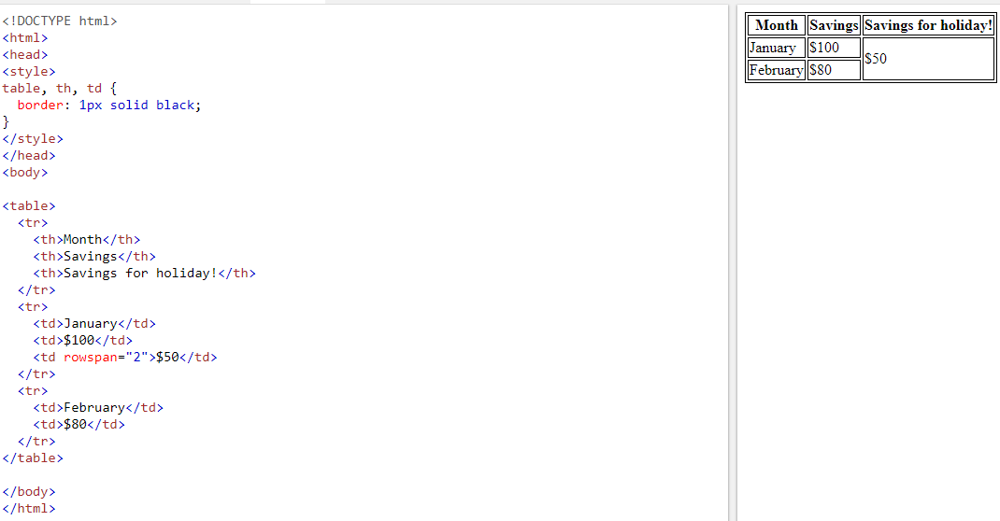 <!DOCTYPE html>
<html>
<head>
<style>
table, th, td {
  border: 1px solid black;
}
</style>
</head>
<body>

<table>
  <tr>
    <th>Month</th>
    <th>Savings</th>
    <th>Savings for holiday!</th>
  </tr>
  <tr>
    <td>January</td>
    <td>$100</td>
    <td rowspan="2">$50</td>
  </tr>
  <tr>
    <td>February</td>
    <td>$80</td>
  </tr>
</table>

</body>
</html>
Month Savings Savings for holiday!
January $100 $50
February $80